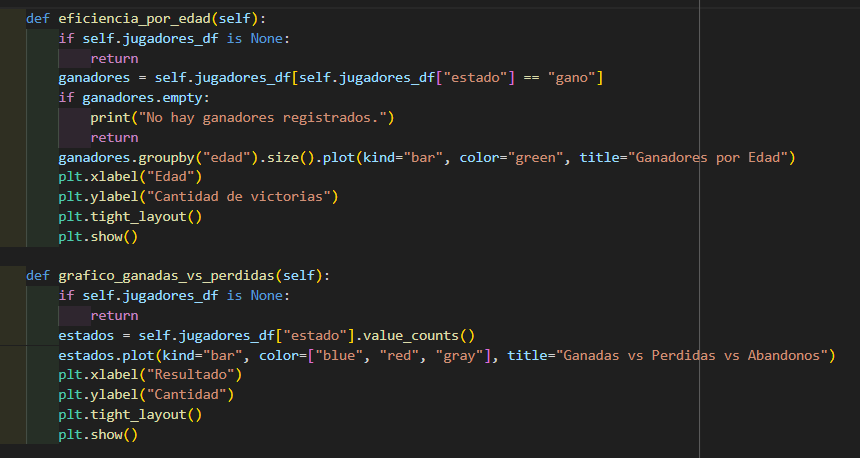 def eficiencia_por_edad(self):
    if self.jugadores_df is None:
        return
    ganadores = self.jugadores_df[self.jugadores_df["estado"] == "gano"]
    if ganadores.empty:
        print("No hay ganadores registrados.")
        return
    ganadores.groupby("edad").size().plot(kind="bar", color="green", title="Ganadores por Edad")
    plt.xlabel("Edad")
    plt.ylabel("Cantidad de victorias")
    plt.tight_layout()
    plt.show()

def grafico_ganadas_vs_perdidas(self):
    if self.jugadores_df is None:
        return
    estados = self.jugadores_df["estado"].value_counts()
    estados.plot(kind="bar", color=["blue", "red", "gray"], title="Ganadas vs Perdidas vs Abandonos")
    plt.xlabel("Resultado")
    plt.ylabel("Cantidad")
    plt.tight_layout()
    plt.show()